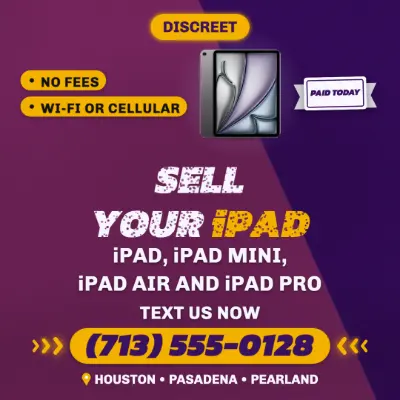 DISCREET
• NO FEES
• WI-FI OR CELLULAR
PAID TODAY
SELL
YOUR iPAD
iPAD, iPAD MINI,
iPAD AIR AND iPAD PRO
TEXT US NOW
(713) 555-0128
HOUSTON • PASADENA • PEARLAND